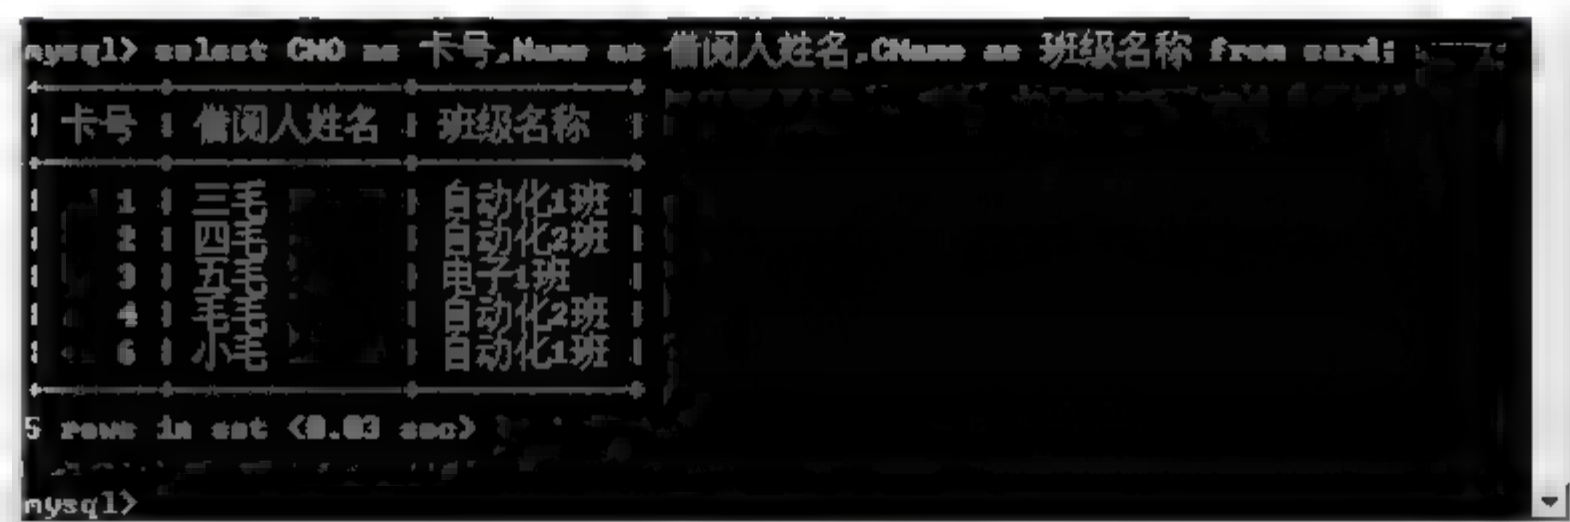 mysql> select CNO as 卡号,Name as 借阅人姓名,CName as 班级名称 from card;
+------+------------+----------+
| 卡号 | 借阅人姓名 | 班级名称 |
+------+------------+----------+
| 1 | 三毛 | 自动化1班 |
| 2 | 四毛 | 自动化2班 |
| 3 | 五毛 | 电子1班
| 4 | 毛毛 | 自动化2班 |
| 6 | 小毛 | 自动化1班 |
+------+------------+----------+
5 rows in set <0.03 sec>
mysql>